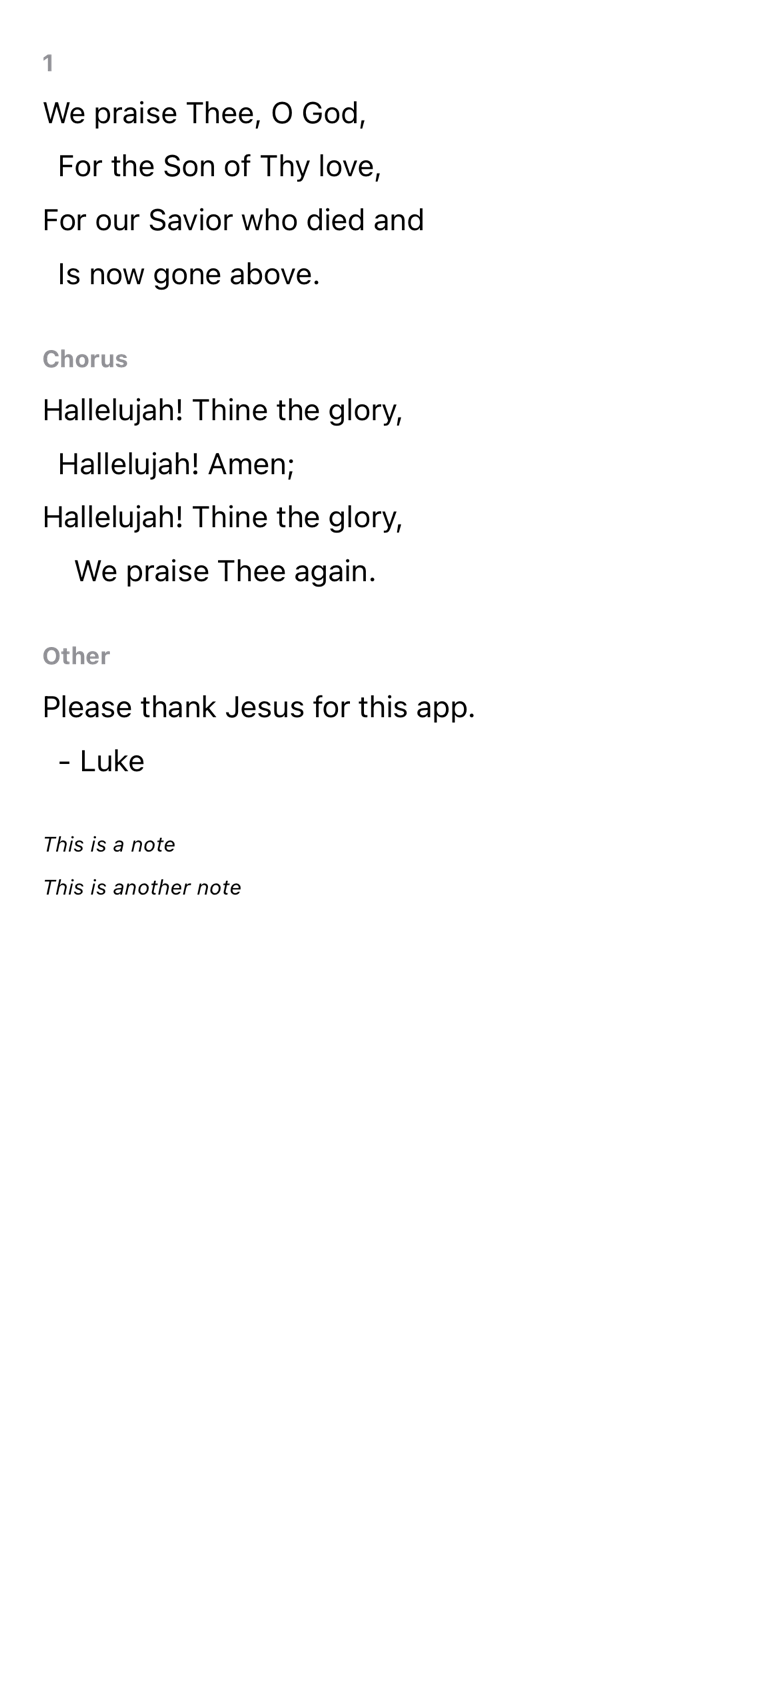 1
We praise Thee, O God,
For the Son of Thy love,
For our Savior who died and
Is now gone above.
Chorus
Hallelujah! Thine the glory,
Hallelujah! Amen;
Hallelujah! Thine the glory,
We praise Thee again.
Other
Please thank Jesus for this app.
- Luke
This is a note
This is another note